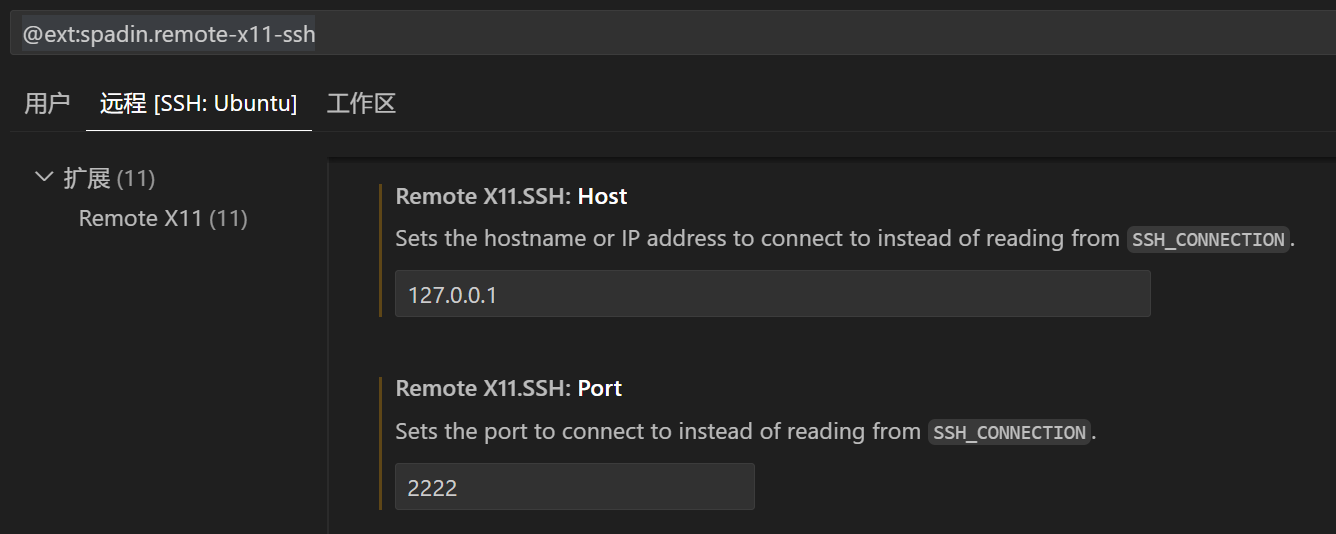 @ext:spadin.remote-x11-ssh
用户 远程 [SSH: Ubuntu] 工作区
扩展 (11)
Remote X11 (11)
Remote X11.SSH: Host
Sets the hostname or IP address to connect to instead of reading from SSH_CONNECTION.
127.0.0.1
Remote X11.SSH: Port
Sets the port to connect to instead of reading from SSH_CONNECTION.
2222